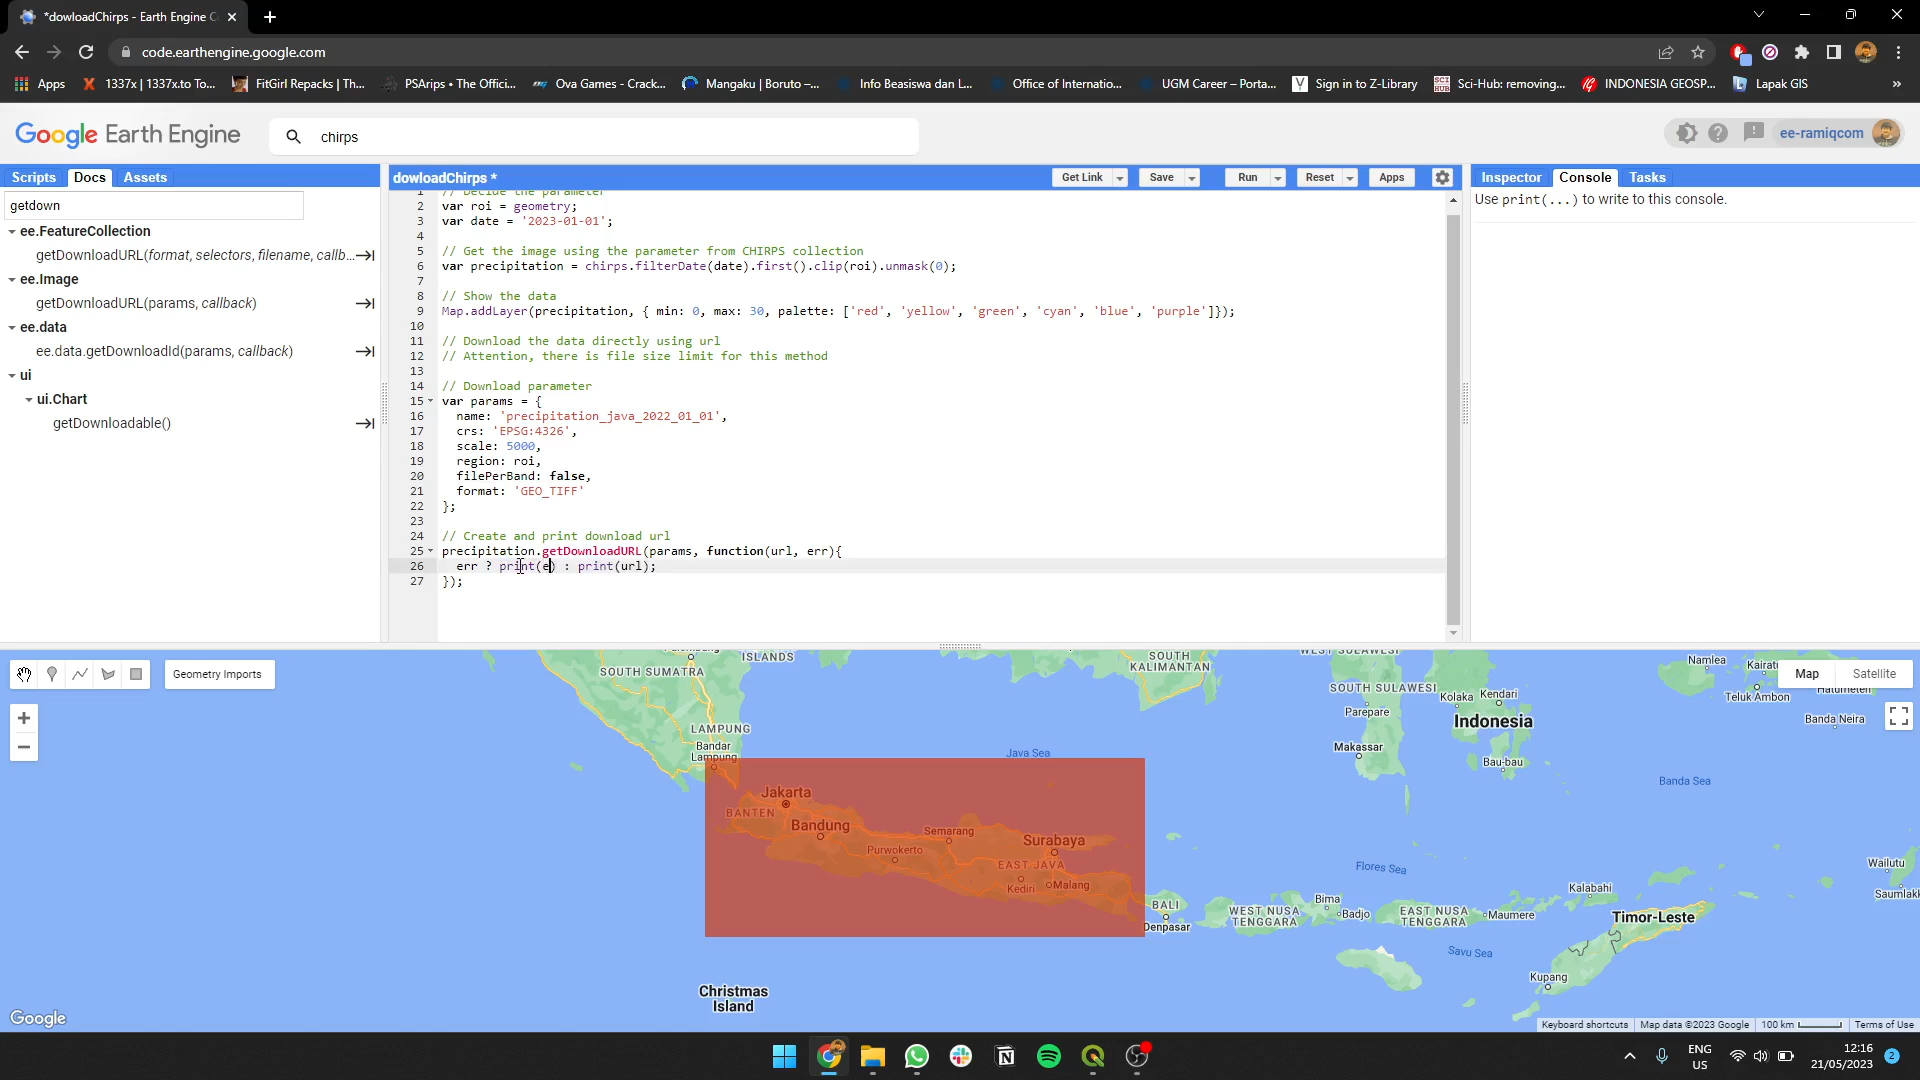 *dowloadChirps - Earth Engine C
code.earthengine.google.com
Apps
1337x | 1337x.to To...
FitGirl Repacks | Th...
PSArips – The Offici...
Ova Games - Crack...
Mangaku | Boruto –...
Info Beasiswa dan L...
Office of Internatio...
UGM Career – Porta...
Sign in to Z-Library
SCI HUB
Sci-Hub: removing...
INDONESIA GEOSP...
Lapak GIS
»
Google Earth Engine
chirps
ee-ramiqcom
Scripts
Docs
Assets
dowloadChirps *
Get Link
Save
Run
Reset
Apps
Inspector
Console
Tasks
getdown
ee.FeatureCollection
getDownloadURL(format, selectors, filename, callb...
ee.Image
getDownloadURL(params, callback)
ee.data
ee.data.getDownloadId(params, callback)
ui
ui.Chart
getDownloadable()
1 // Decide the parameter
2 var roi = geometry;
3 var date = '2023-01-01';
4
5 // Get the image using the parameter from CHIRPS collection
6 var precipitation = chirps.filterDate(date).first().clip(roi).unmask(0);
7
8 // Show the data
9 Map.addLayer(precipitation, { min: 0, max: 30, palette: ['red', 'yellow', 'green', 'cyan', 'blue', 'purple']});
10
11 // Download the data directly using url
12 // Attention, there is file size limit for this method
13
14 // Download parameter
15 var params = {
16 name: 'precipitation_java_2022_01_01',
17 crs: 'EPSG:4326',
18 scale: 5000,
19 region: roi,
20 filePerBand: false,
21 format: 'GEO_TIFF'
22 };
23
24 // Create and print download url
25 precipitation.getDownloadURL(params, function(url, err){
26 err ? print(e) : print(url);
27 });
Use print(...) to write to this console.
Geometry Imports
Map
Satellite
ISLANDS
SOUTH SUMATRA
LAMPUNG
Bandar
Lampung
SOUTH
KALIMANTAN
SOUTH SULAWESI
Kolaka
Kendari
Parepare
Indonesia
Makassar
Bau-bau
Namlea
Kairatu
Teluk Ambon
Banda Neira
Java Sea
Banda Sea
Jakarta
BANTEN
Bandung
Semarang
Surabaya
Purwokerto
EAST JAVA
Kediri
Malang
BALI
Denpasar
WEST NUSA
TENGGARA
Bima
Badjo
EAST NUSA
TENGGARA
Maumere
Flores Sea
Kalabahi
Wailutu
Saumlaki
Timor-Leste
Savu Sea
Kupang
Christmas
Island
Google
Keyboard shortcuts
Map data ©2023 Google
100 km
Terms of Use
ENG
US
12:16
21/05/2023
2